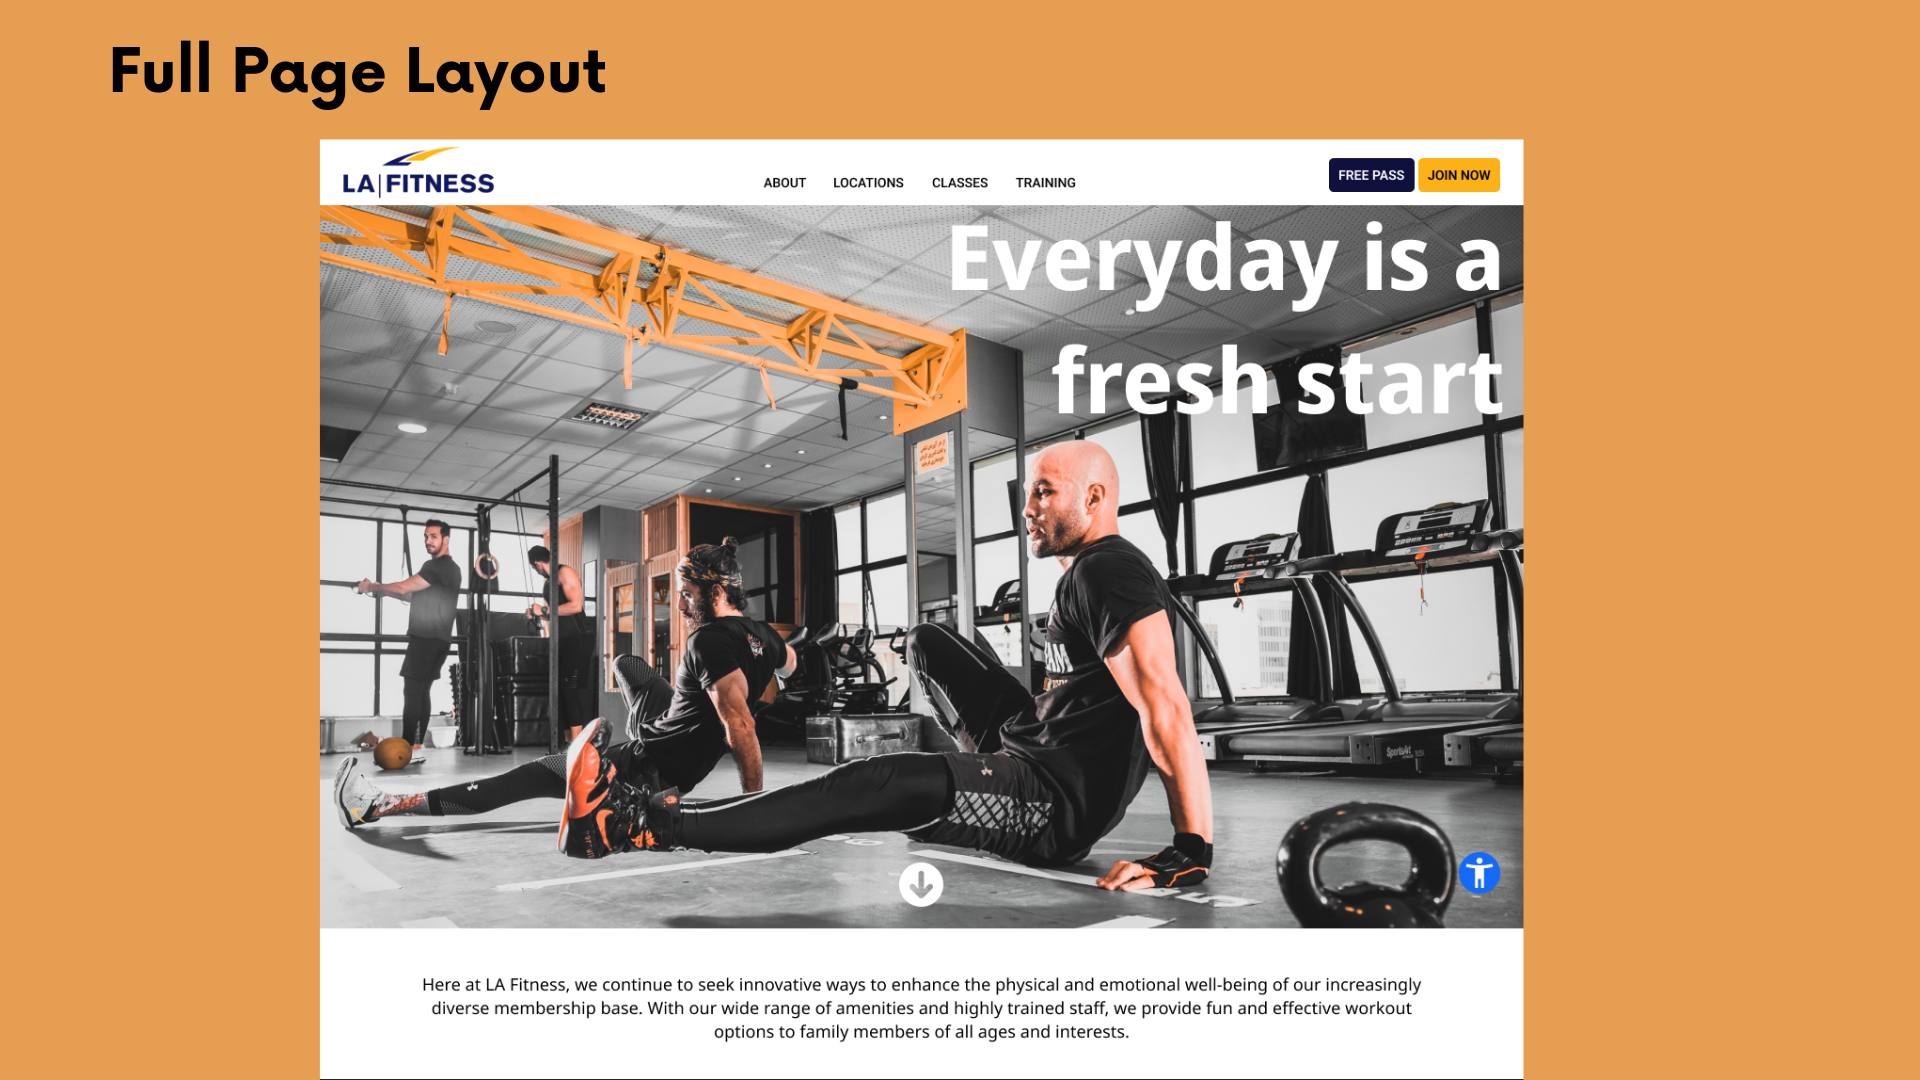 Full Page Layout
LA|FITNESS
ABOUT LOCATIONS CLASSES TRAINING
FREE PASS JOIN NOW
Everyday is a
fresh start
SportsArt
Here at LA Fitness, we continue to seek innovative ways to enhance the physical and emotional well-being of our increasingly
diverse membership base. With our wide range of amenities and highly trained staff, we provide fun and effective workout
options to family members of all ages and interests.